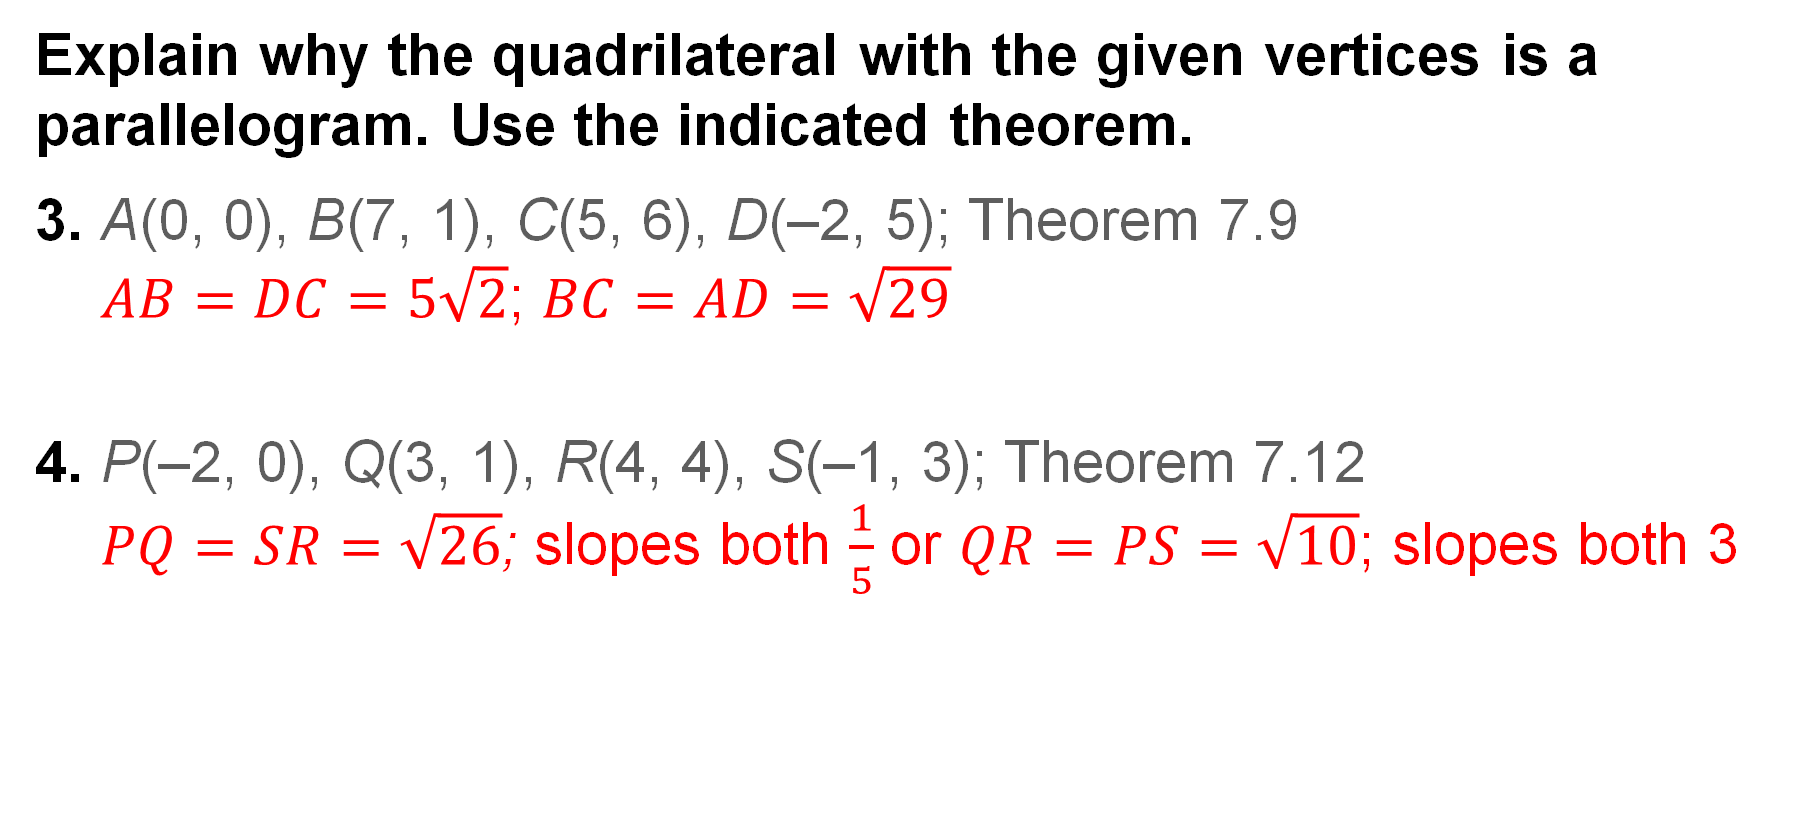 Explain why the quadrilateral with the given vertices is a
parallelogram. Use the indicated theorem.
3. A(0, 0), B(7, 1), C(5, 6), D(–2, 5); Theorem 7.9
AB = DC = 5√2; BC = AD = √29
4. P(–2, 0), Q(3, 1), R(4, 4), S(–1, 3); Theorem 7.12
PQ = SR = √26; slopes both 1/5 or QR = PS = √10; slopes both 3